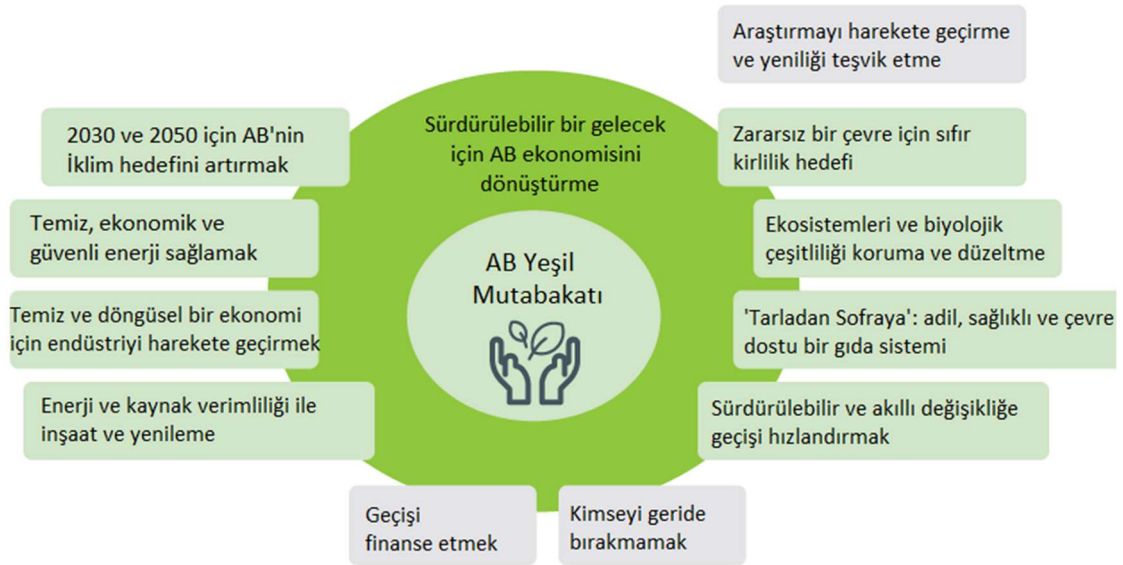 Araştırmayı harekete geçirme
ve yeniliği teşvik etme
Sürdürülebilir bir gelecek
için AB ekonomisini
dönüştürme
2030 ve 2050 için AB'nin
İklim hedefini artırmak
Zararsız bir çevre için sıfır
kirlilik hedefi
Temiz, ekonomik ve
güvenli enerji sağlamak
Ekosistemleri ve biyolojik
çeşitliliği koruma ve düzeltme
AB Yeşil
Mutabakatı
Temiz ve döngüsel bir ekonomi
için endüstriyi harekete geçirmek
'Tarladan Sofraya': adil, sağlıklı ve çevre
dostu bir gıda sistemi
Enerji ve kaynak verimliliği ile
inşaat ve yenileme
Sürdürülebilir ve akıllı değişikliğe
geçişi hızlandırmak
Geçişi
finanse etmek
Kimseyi geride
bırakmamak